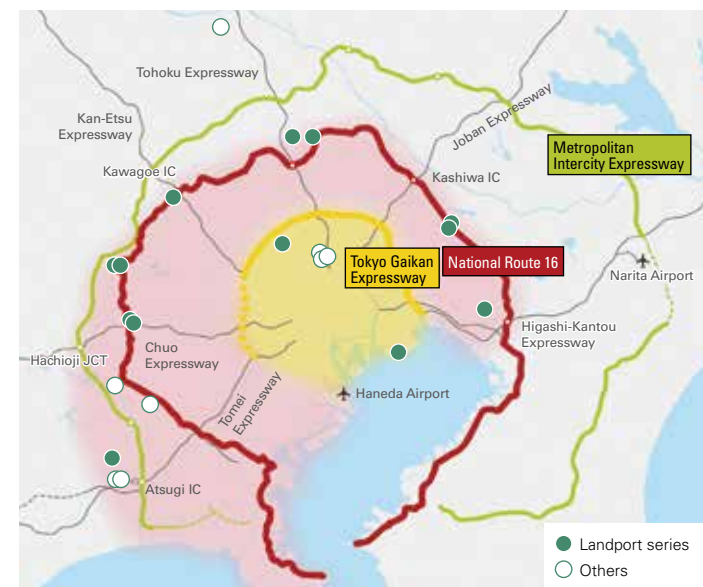 Tohoku Expressway
Kan-Etsu
Expressway
Joban Expressway
Metropolitan
Intercity Expressway
Kawagoe IC
Kashiwa IC
Tokyo Gaikan
Expressway
National Route 16
Narita Airport
Higashi-Kantou
Expressway
Hachioji JCT
Chuo
Expressway
Tomei
Expressway
Haneda Airport
Atsugi IC
Landport series
Others